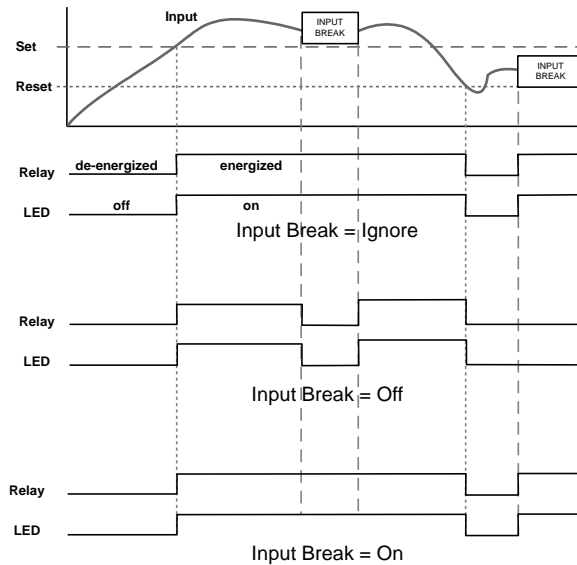 Input
INPUT
BREAK
Set
INPUT
BREAK
Reset
de-energized
energized
Relay
LED
off
on
Input Break = Ignore
Relay
LED
Input Break = Off
Relay
LED
Input Break = On